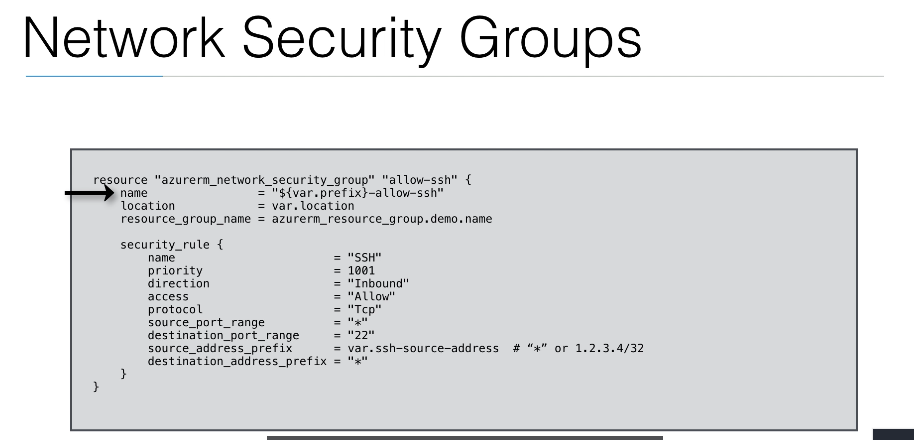 Network Security Groups
resource "azurerm_network_security_group" "allow-ssh" {
    name                = "${var.prefix}-allow-ssh"
    location            = var.location
    resource_group_name = azurerm_resource_group.demo.name

    security_rule {
        name                       = "SSH"
        priority                   = 1001
        direction                  = "Inbound"
        access                     = "Allow"
        protocol                   = "Tcp"
        source_port_range          = "*"
        destination_port_range     = "22"
        source_address_prefix      = var.ssh-source-address  # “*” or 1.2.3.4/32
        destination_address_prefix = "*"
    }
}